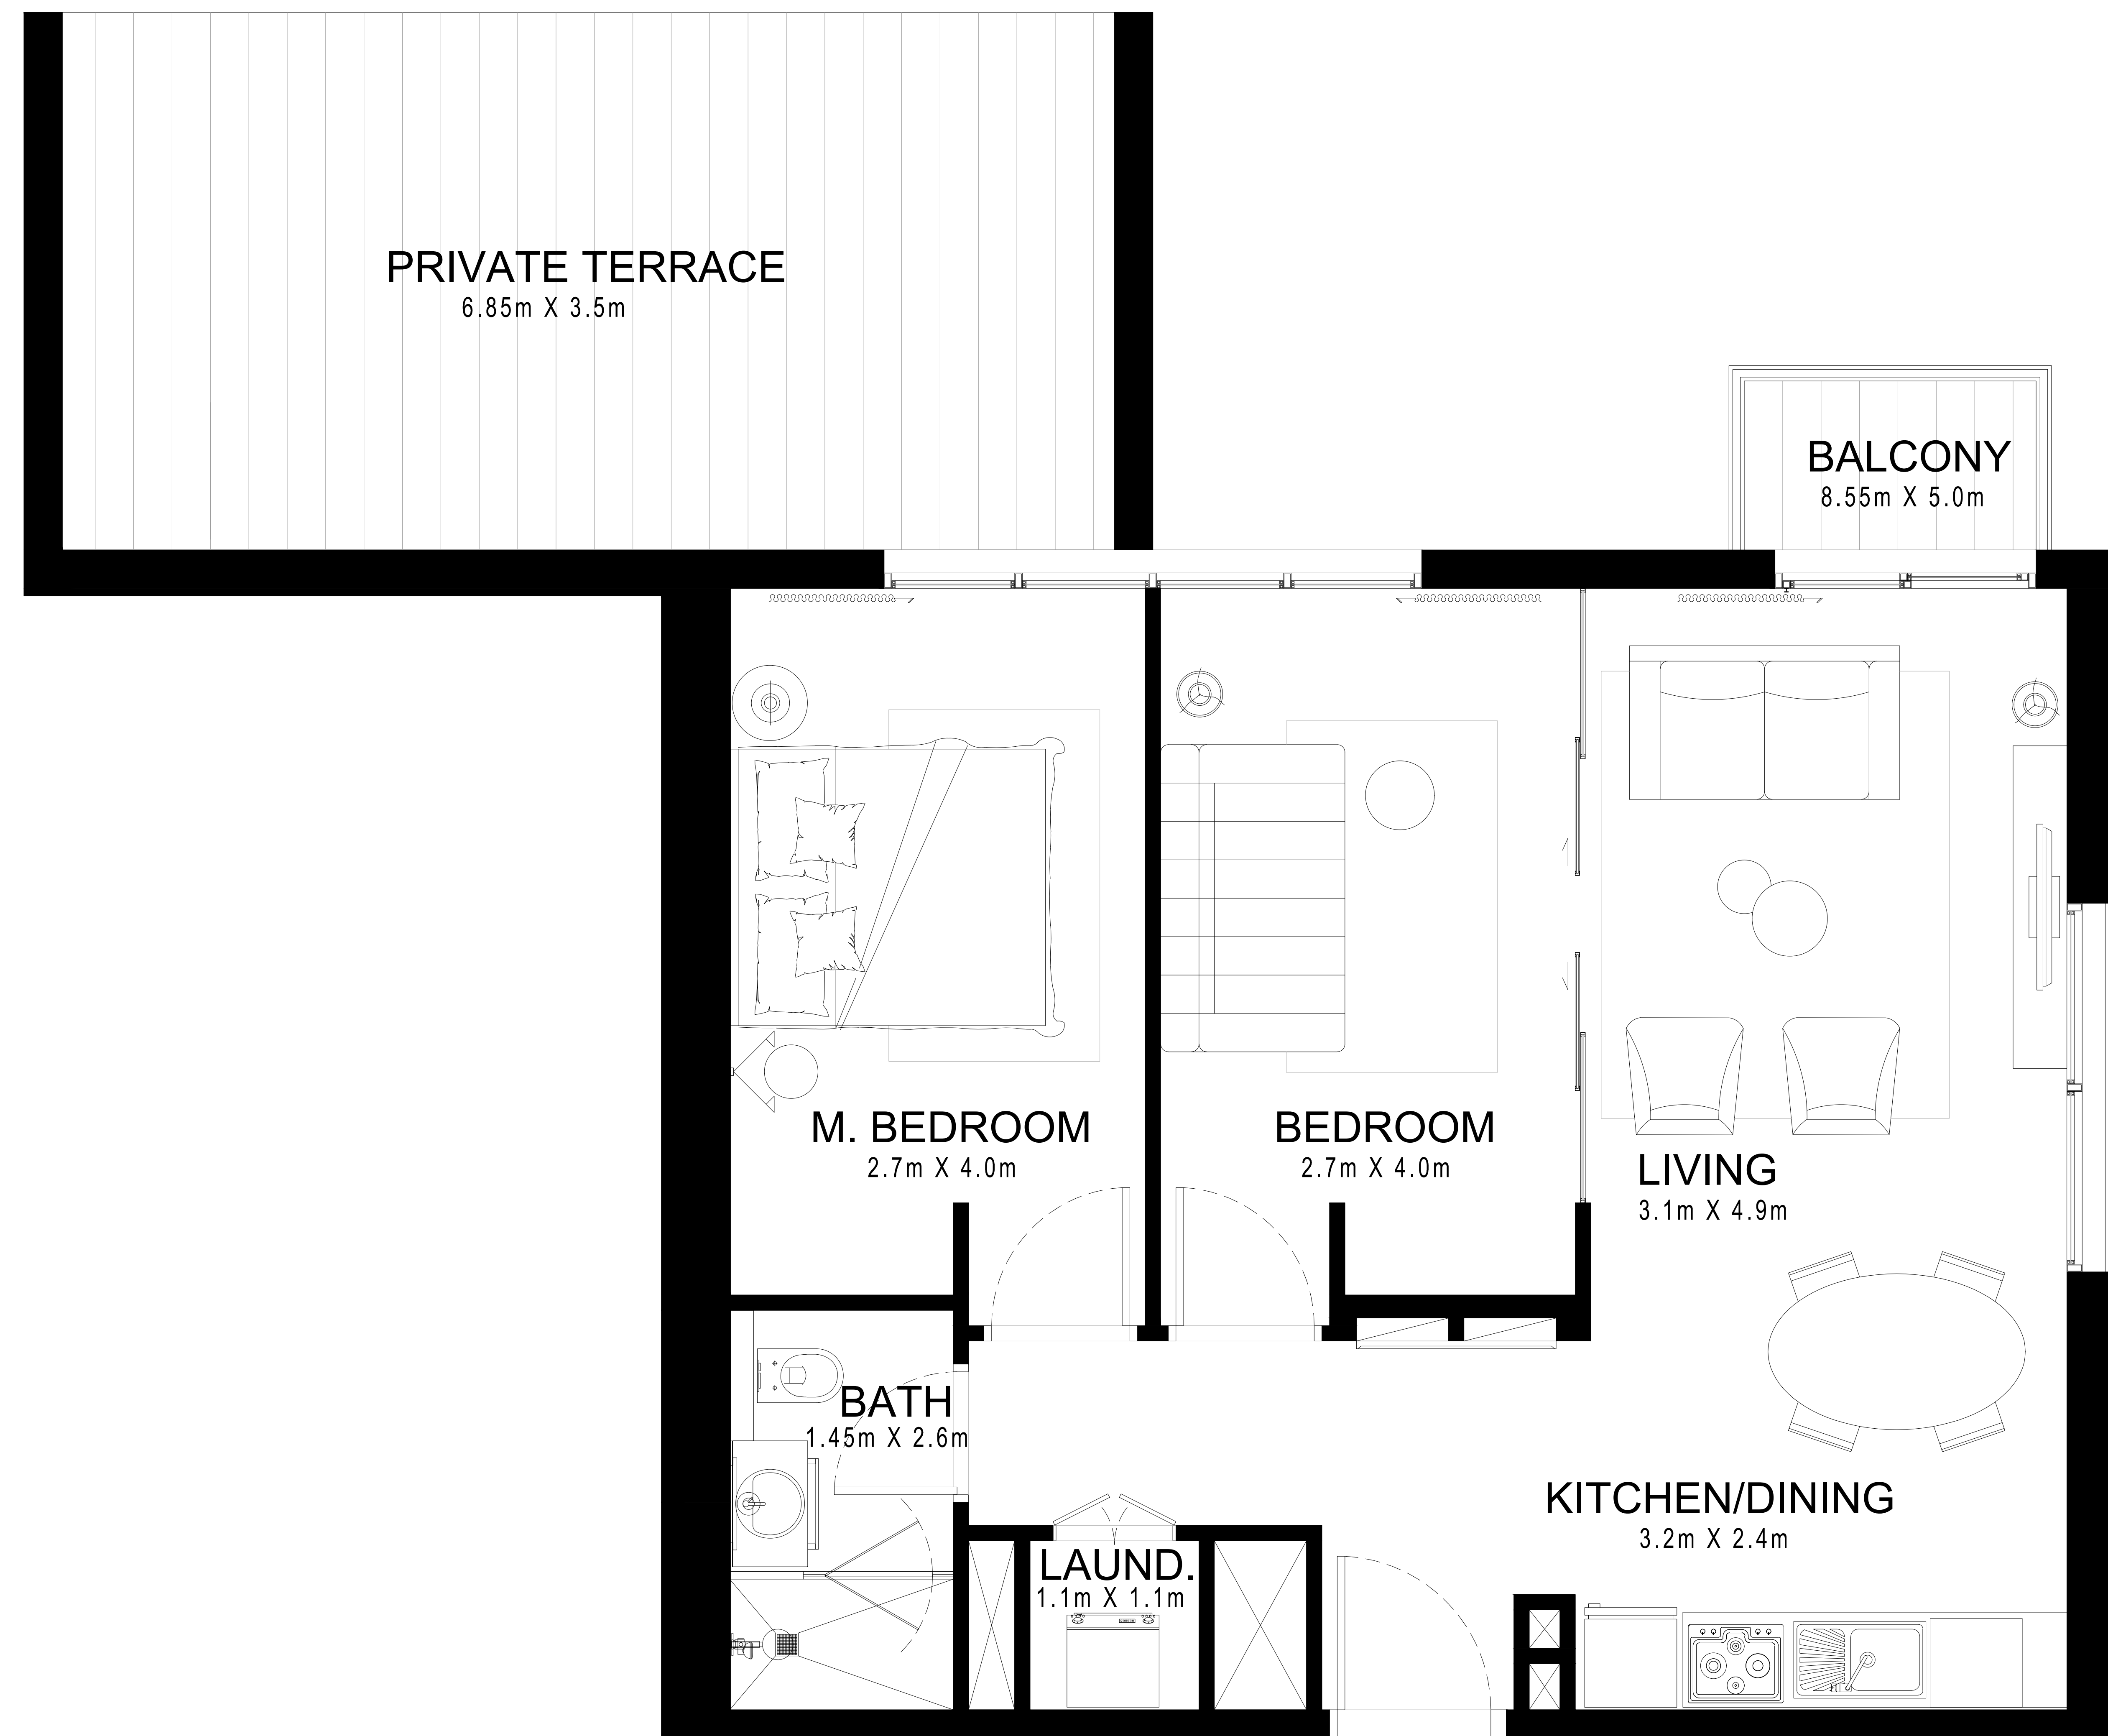 PRIVATE TERRACE
6.85m X 3.5m
BALCONY
8.55m X 5.0m
M. BEDROOM
2.7m X 4.0m
BEDROOM
2.7m X 4.0m
LIVING
3.1m X 4.9m
BATH
1.45m X 2.6m
KITCHEN/DINING
3.2m X 2.4m
LAUND.
1.1m X 1.1m